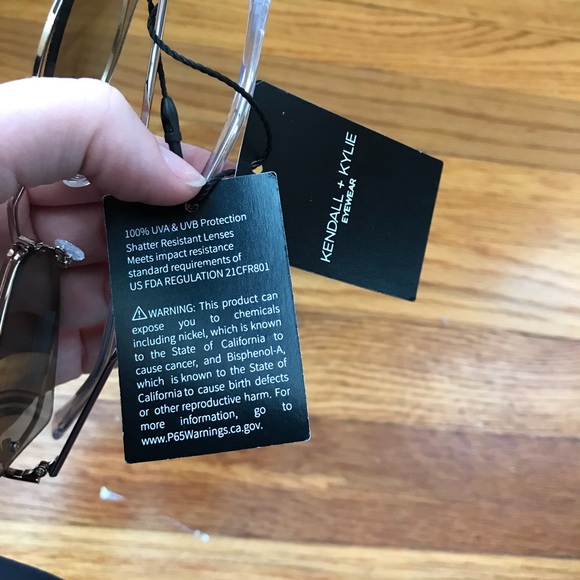 100% UVA & UVB Protection
Shatter Resistant Lenses
Meets impact resistance
standard requirements of
US FDA REGULATION 21CFR801
⚠WARNING: This product can
expose you to chemicals
including nickel, which is known
to the State of California to
cause cancer, and Bisphenol-A,
which is known to the State of
California to cause birth defects
or other reproductive harm. For
more information, go to
www.P65Warnings.ca.gov.
KENDALL + KYLIE
EYEWEAR